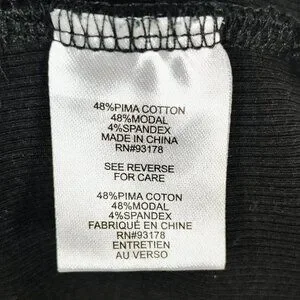 48%PIMA COTTON
48%MODAL
4%SPANDEX
MADE IN CHINA
RN#93178
SEE REVERSE
FOR CARE
48%PIMA COTON
48%MODAL
4%SPANDEX
FABRIQUÉ EN CHINE
RN#93178
ENTRETIEN
AU VERSO